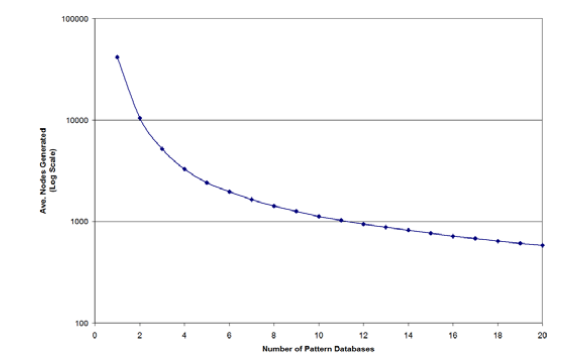 100000
10000
1000
100
Ave. Nodes Generated
(Log Scale)
0 2 4 6 8 10 12 14 16 18 20
Number of Pattern Databases